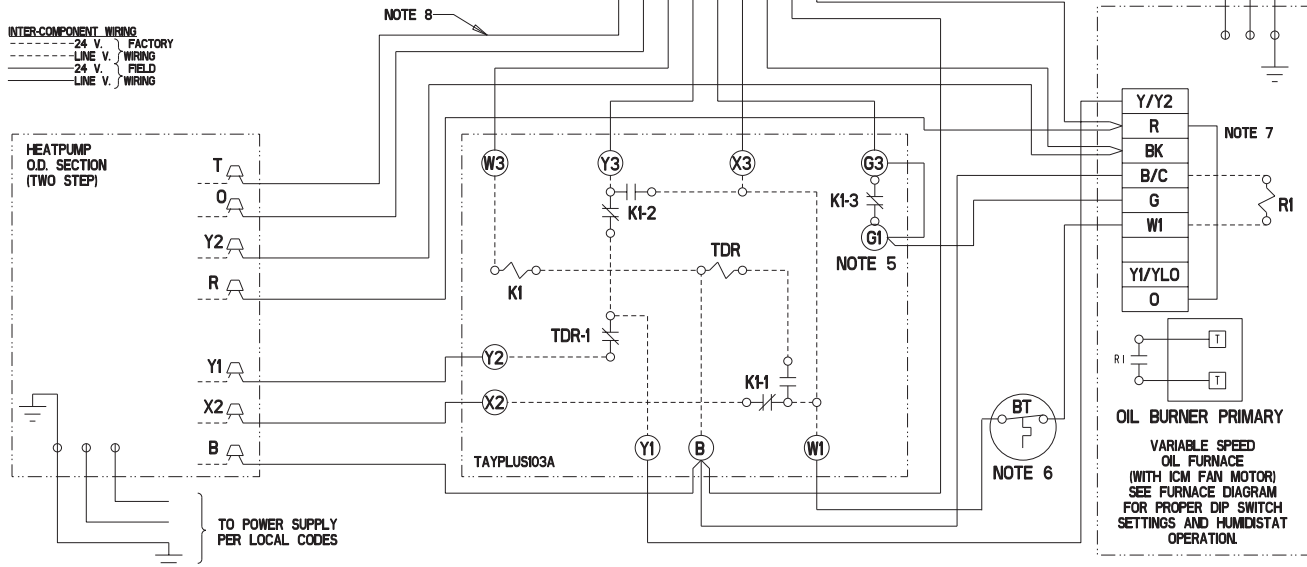 NOTE 8
INTER-COMPONENT WIRING
24 V. FACTORY
LINE V. WIRING
24 V. FIELD
LINE V. WIRING
HEATPUMP
O.D. SECTION
(TWO STEP)
T
O
Y2
R
Y1
X2
B
TO POWER SUPPLY
PER LOCAL CODES
W3
Y3
X3
G3
K1-2
K1-3
G1
NOTE 5
TDR
K1
TDR-1
Y2
K1-1
X2
Y1
B
W1
TAYPLUS103A
BT
NOTE 6
Y/Y2
R
NOTE 7
BK
B/C
G
R1
W1
Y1/YLO
O
T
R1
T
OIL BURNER PRIMARY
VARIABLE SPEED
OIL FURNACE
(WITH ICM FAN MOTOR)
SEE FURNACE DIAGRAM
FOR PROPER DIP SWITCH
SETTINGS AND HUMIDISTAT
OPERATION.